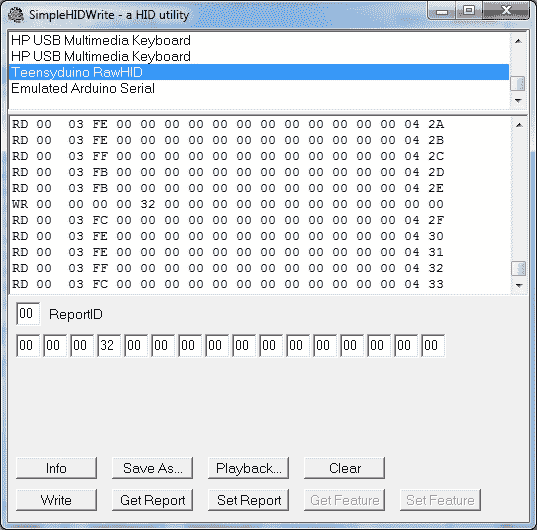 SimpleHIDWrite - a HID utility
HP USB Multimedia Keyboard
HP USB Multimedia Keyboard
Teensyduino RawHID
Emulated Arduino Serial
RD 00 03 FE 00 00 00 00 00 00 00 00 00 00 00 00 04 2A
RD 00 03 FE 00 00 00 00 00 00 00 00 00 00 00 00 04 2B
RD 00 03 FF 00 00 00 00 00 00 00 00 00 00 00 00 04 2C
RD 00 03 FB 00 00 00 00 00 00 00 00 00 00 00 00 04 2D
RD 00 03 FB 00 00 00 00 00 00 00 00 00 00 00 00 04 2E
WR 00 00 00 00 32 00 00 00 00 00 00 00 00 00 00 00 00
RD 00 03 FC 00 00 00 00 00 00 00 00 00 00 00 00 04 2F
RD 00 03 FE 00 00 00 00 00 00 00 00 00 00 00 00 04 30
RD 00 03 FE 00 00 00 00 00 00 00 00 00 00 00 00 04 31
RD 00 03 FF 00 00 00 00 00 00 00 00 00 00 00 00 04 32
RD 00 03 FC 00 00 00 00 00 00 00 00 00 00 00 00 04 33
00 ReportID
00 00 00 32 00 00 00 00 00 00 00 00 00 00 00 00
Info Save As... Playback... Clear
Write Get Report Set Report Get Feature Set Feature